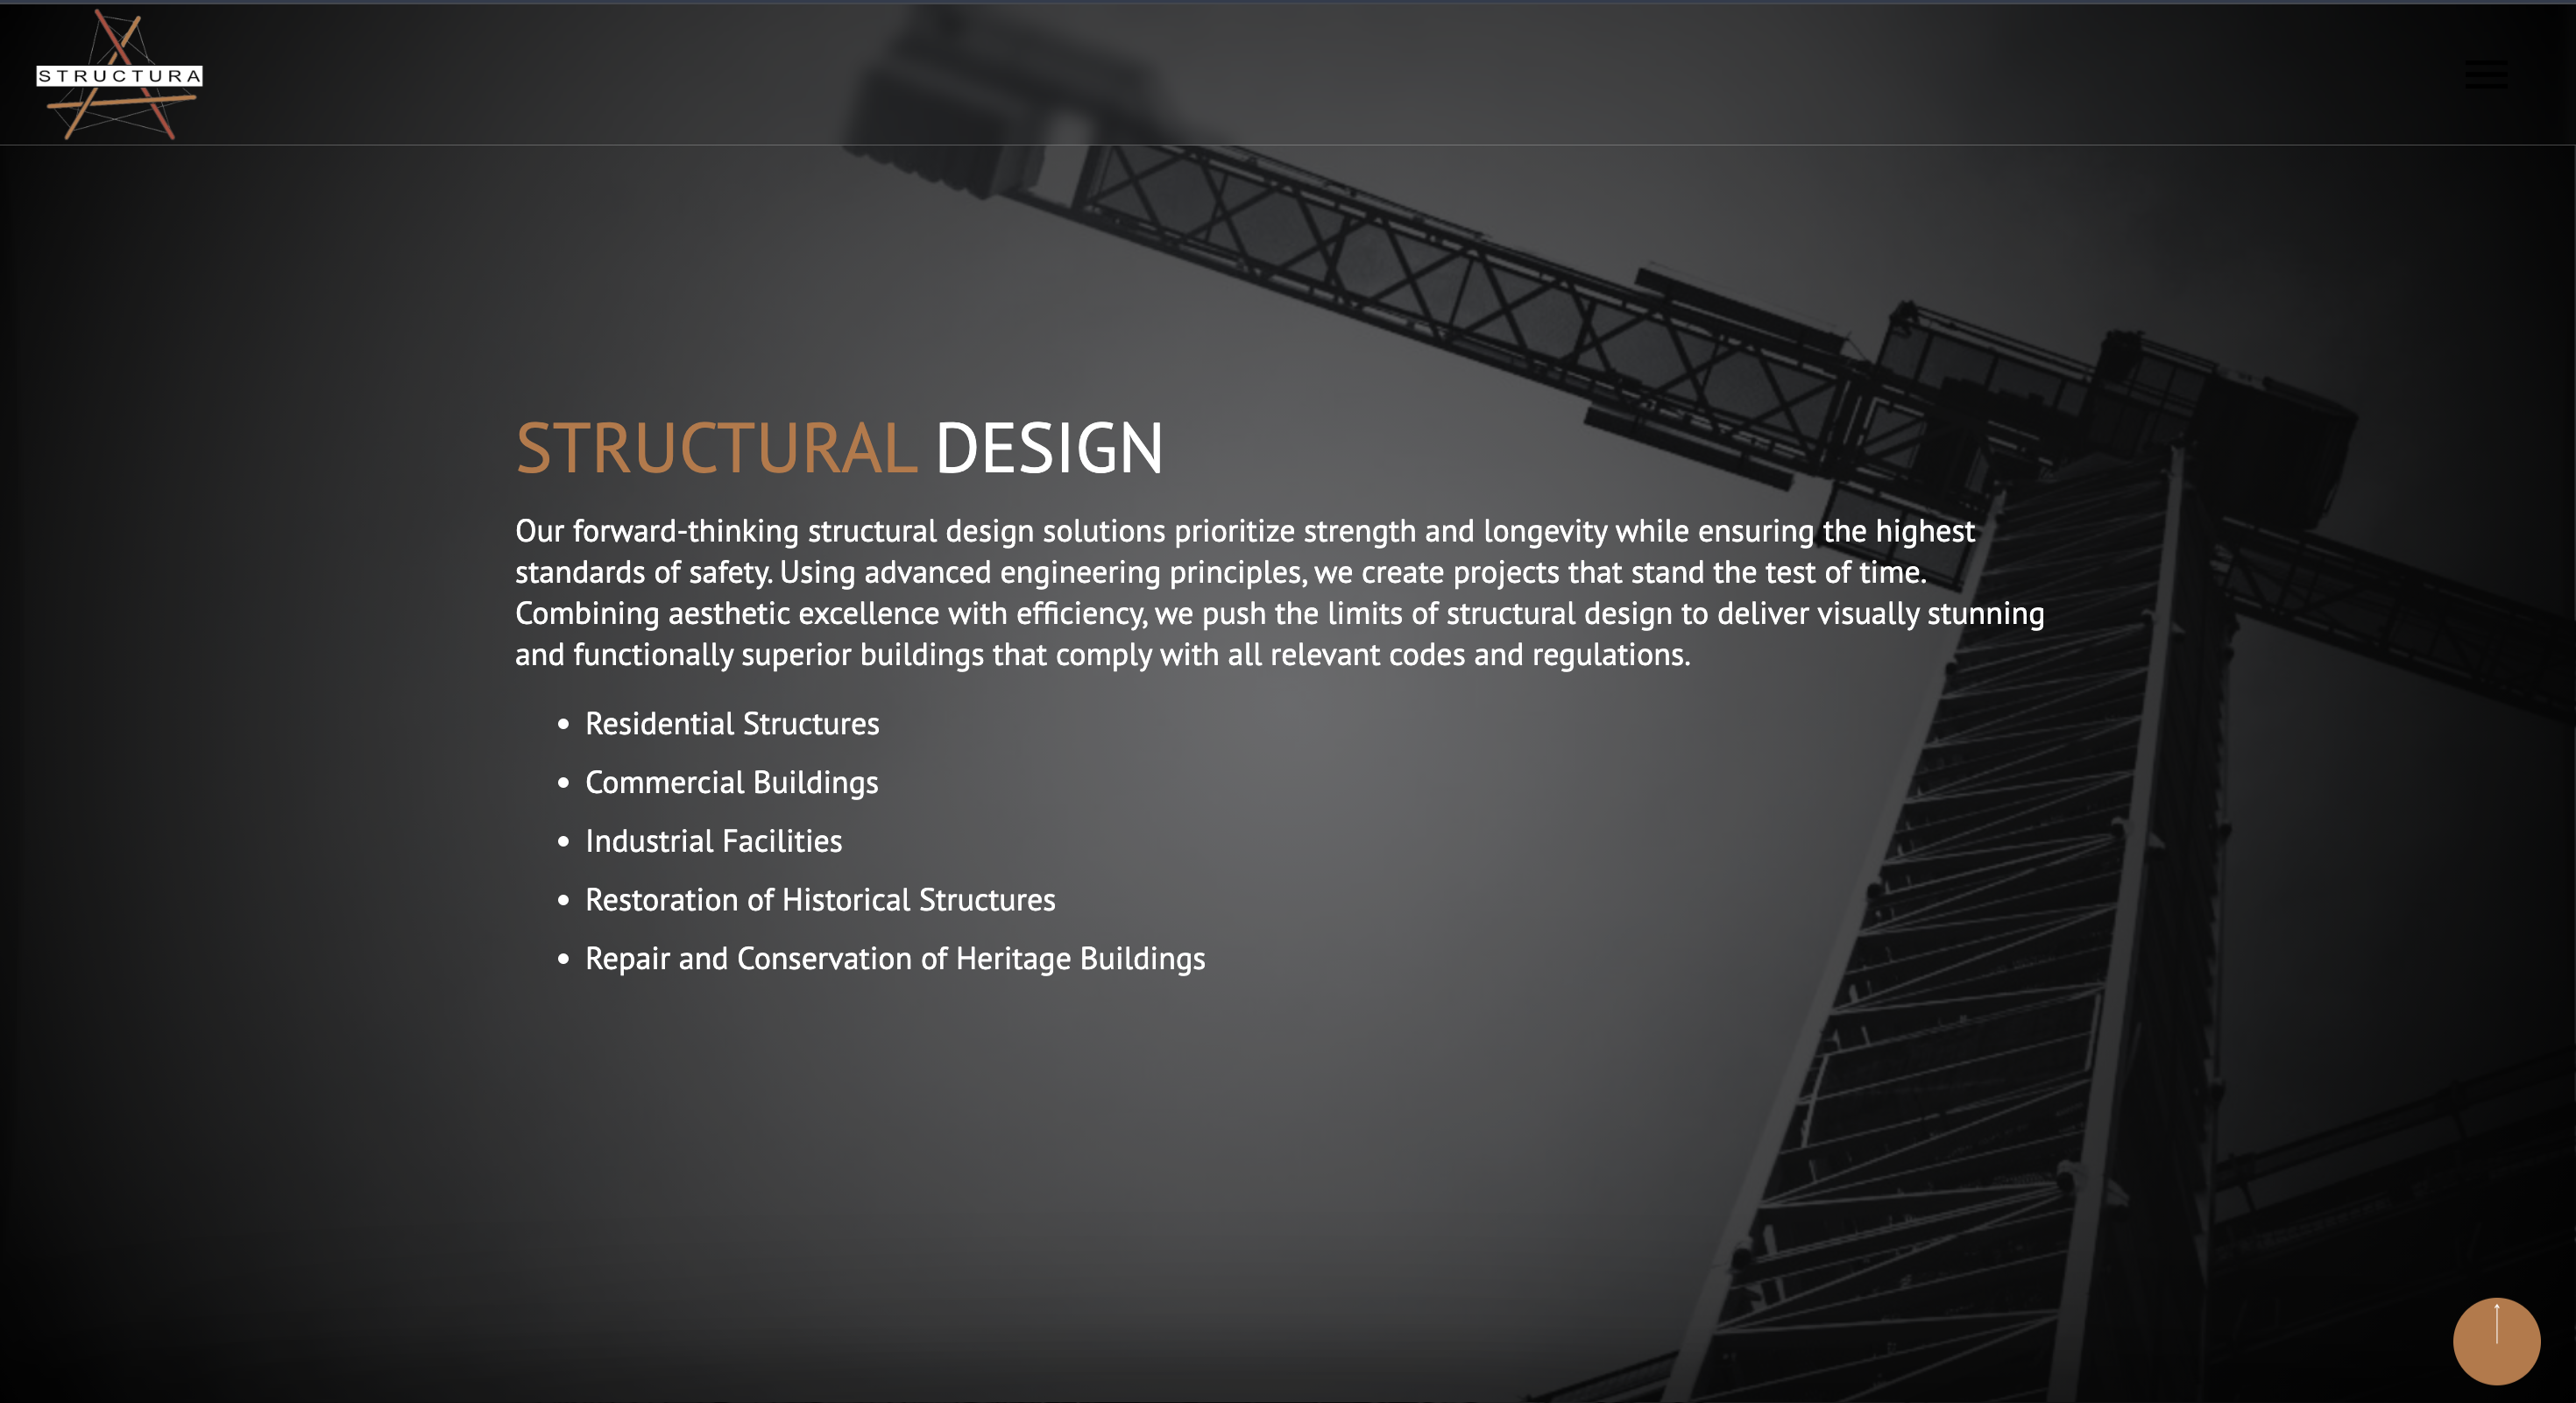 STRUCTURA
STRUCTURAL DESIGN
Our forward-thinking structural design solutions prioritize strength and longevity while ensuring the highest
standards of safety. Using advanced engineering principles, we create projects that stand the test of time.
Combining aesthetic excellence with efficiency, we push the limits of structural design to deliver visually stunning
and functionally superior buildings that comply with all relevant codes and regulations.
• Residential Structures
• Commercial Buildings
• Industrial Facilities
• Restoration of Historical Structures
• Repair and Conservation of Heritage Buildings